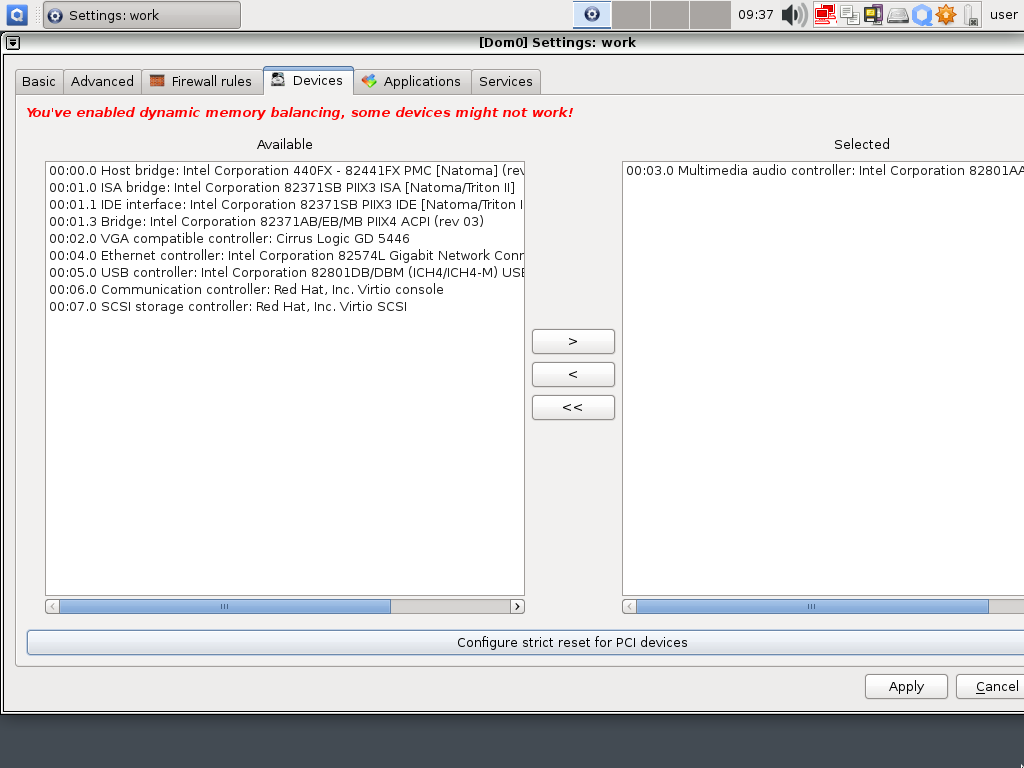 Settings: work
09:37
user
[Dom0] Settings: work
Basic
Advanced
Firewall rules
Devices
Applications
Services
You've enabled dynamic memory balancing, some devices might not work!
Available
Selected
00:00.0 Host bridge: Intel Corporation 440FX - 82441FX PMC [Natoma] (rev
00:01.0 ISA bridge: Intel Corporation 82371SB PIIX3 ISA [Natoma/Triton II]
00:01.1 IDE interface: Intel Corporation 82371SB PIIX3 IDE [Natoma/Triton I
00:01.3 Bridge: Intel Corporation 82371AB/EB/MB PIIX4 ACPI (rev 03)
00:02.0 VGA compatible controller: Cirrus Logic GD 5446
00:04.0 Ethernet controller: Intel Corporation 82574L Gigabit Network Conn
00:05.0 USB controller: Intel Corporation 82801DB/DBM (ICH4/ICH4-M) USB
00:06.0 Communication controller: Red Hat, Inc. Virtio console
00:07.0 SCSI storage controller: Red Hat, Inc. Virtio SCSI
00:03.0 Multimedia audio controller: Intel Corporation 82801AA
>
<
<<
Configure strict reset for PCI devices
Apply
Cancel